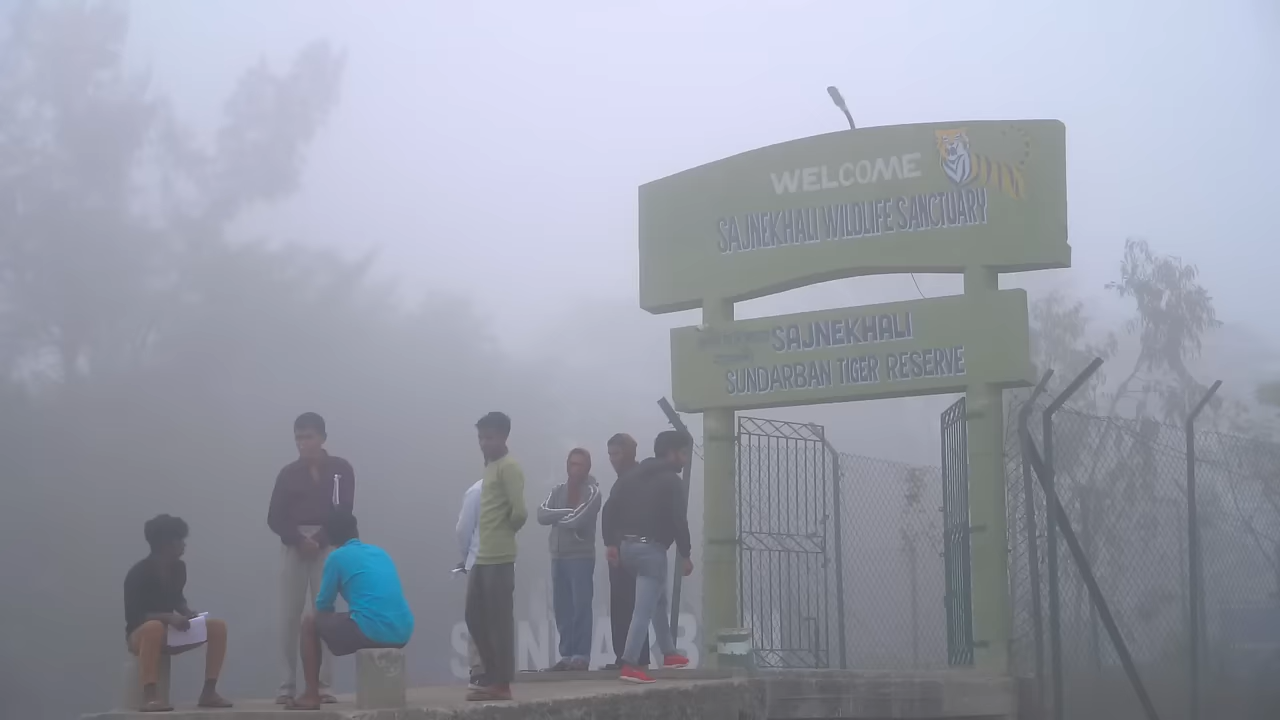 WELCOME
SAJNEKHALI WILDLIFE SANCTUARY
SAJNEKHALI
SUNDARBAN TIGER RESERVE